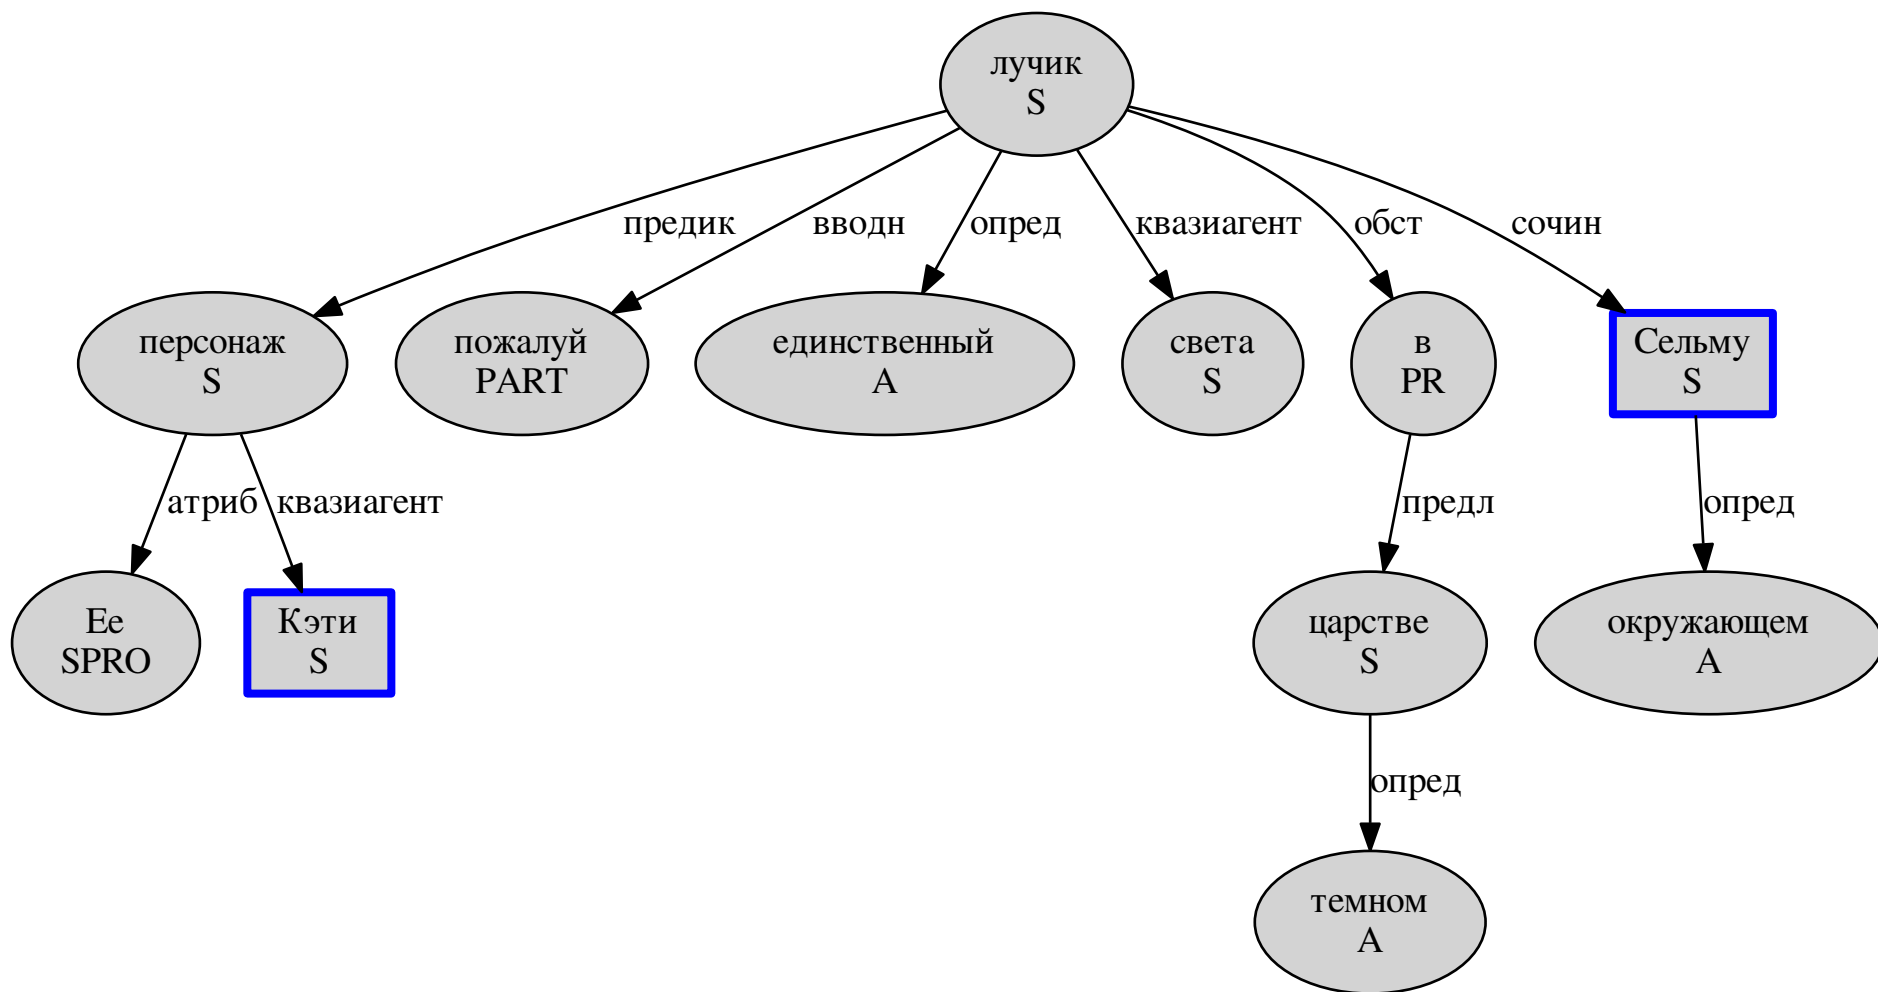 лучик
S
предик
вводн
опред
квазиагент
обст
сочин
персонаж
S
пожалуй
PART
единственный
A
света
S
в
PR
Сельму
S
атриб
квазиагент
предл
опред
Ее
SPRO
Кэти
S
царстве
S
окружающем
A
опред
темном
A